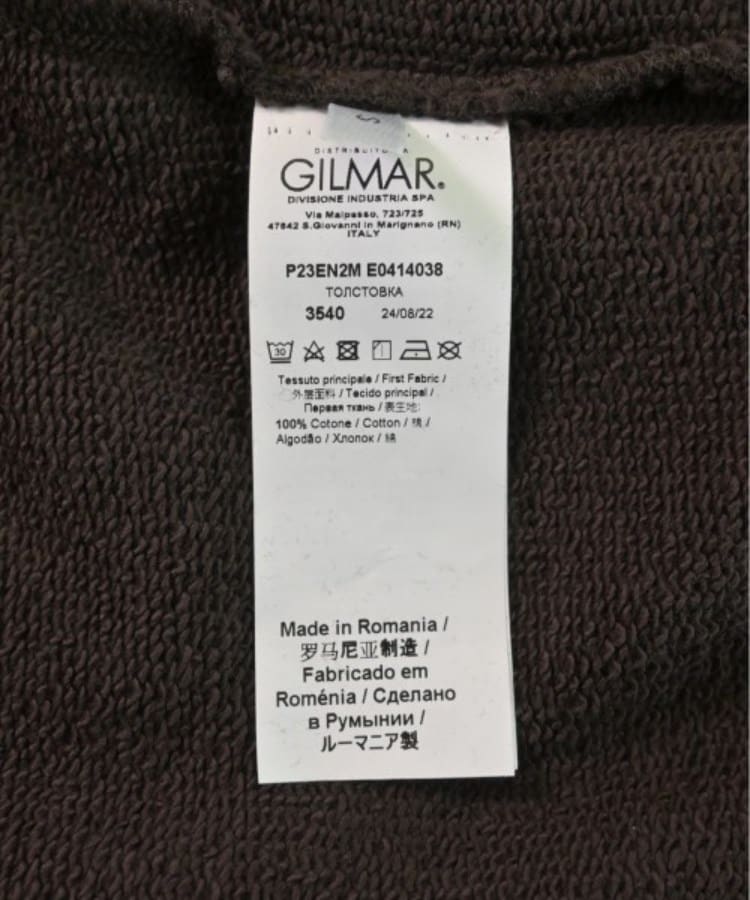 S
DISTRIBUITO DA
GILMAR®
DIVISIONE INDUSTRIA SPA
Via Malpasso, 723/725
47842 S.Giovanni in Marignano (RN)
ITALY
P23EN2M E0414038
ТОЛСТОВКА
3540 24/08/22
30
Tessuto principale / First Fabric /
外层面料 / Tecido principal /
Первая ткань / 表生地:
100% Cotone / Cotton / 棉 /
Algodão / Хлопок / 綿
Made in Romania /
罗马尼亚制造 /
Fabricado em
Roménia / Сделано
в Румынии /
ルーマニア製